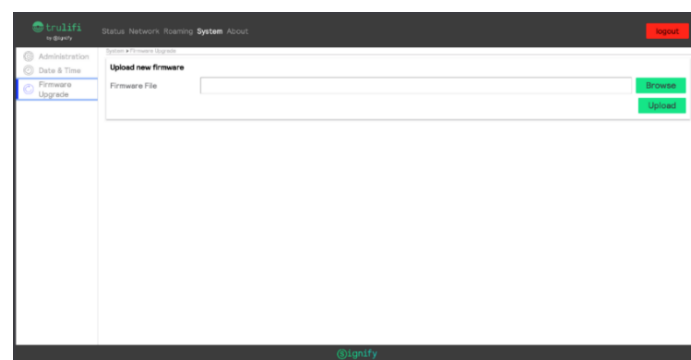 trulifi
by Signify
Status Network Roaming System About
logout
System ▸ Firmware Upgrade
Administration
Date & Time
Firmware
Upgrade
Upload new firmware
Firmware File
Browse
Upload
Signify